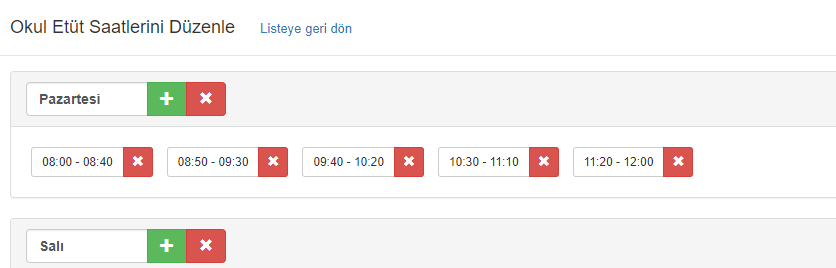 Okul Etüt Saatlerini Düzenle Listeye geri dön
Pazartesi
08:00 - 08:40 08:50 - 09:30 09:40 - 10:20 10:30 - 11:10 11:20 - 12:00
Salı